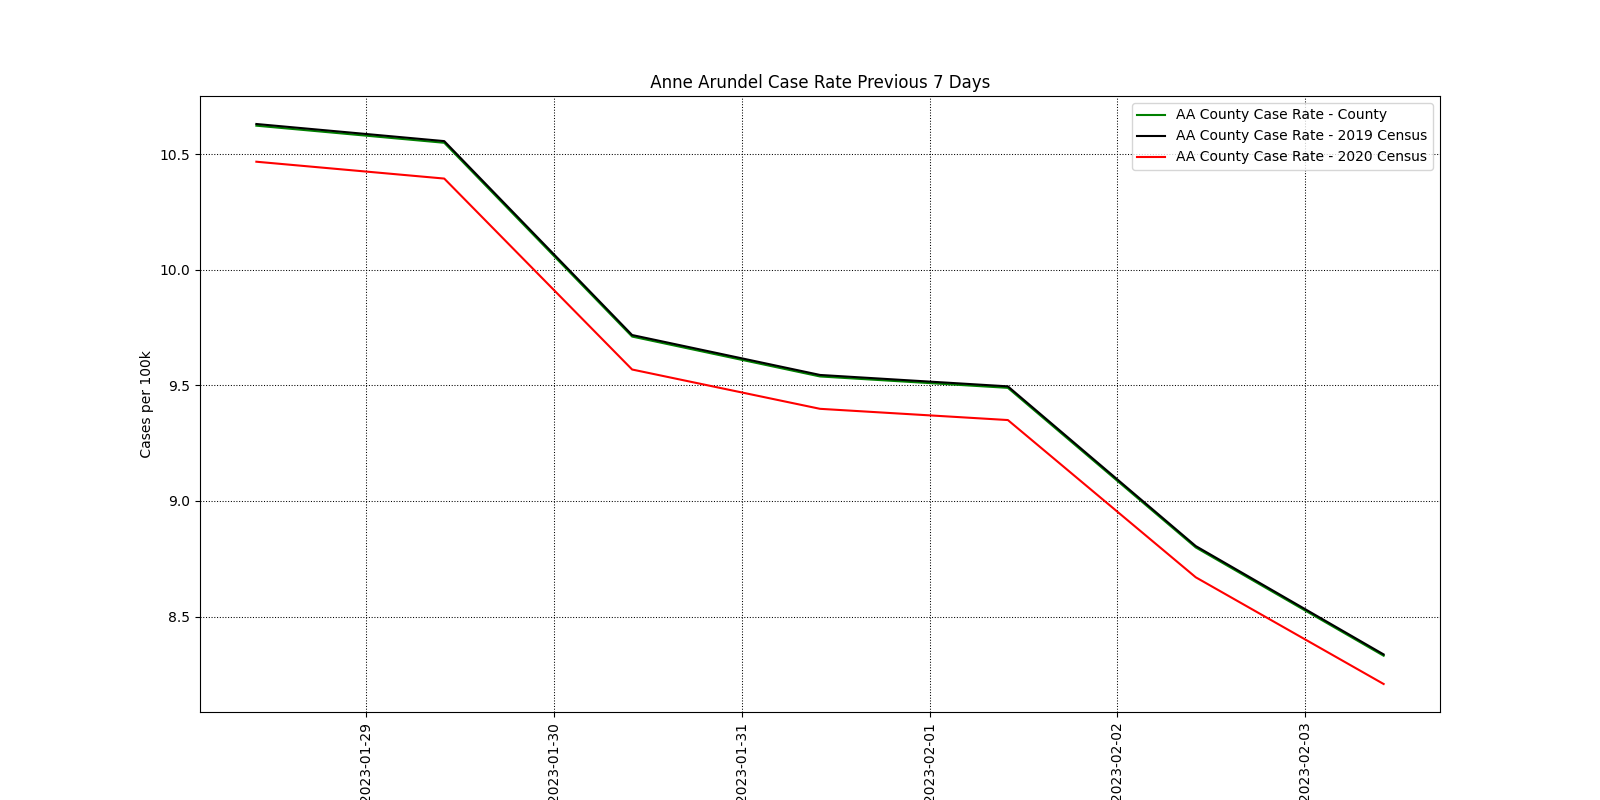 Anne Arundel Case Rate Previous 7 Days
AA County Case Rate - County
AA County Case Rate - 2019 Census
AA County Case Rate - 2020 Census
Cases per 100k
10.5
10.0
9.5
9.0
8.5
2023-01-29
2023-01-30
2023-01-31
2023-02-01
2023-02-02
2023-02-03